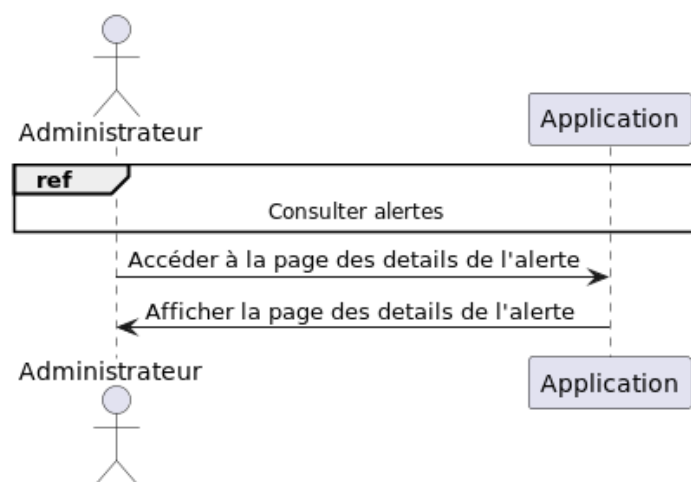 Administrateur
Application
ref
Consulter alertes
Accéder à la page des details de l'alerte
Afficher la page des details de l'alerte
Administrateur
Application